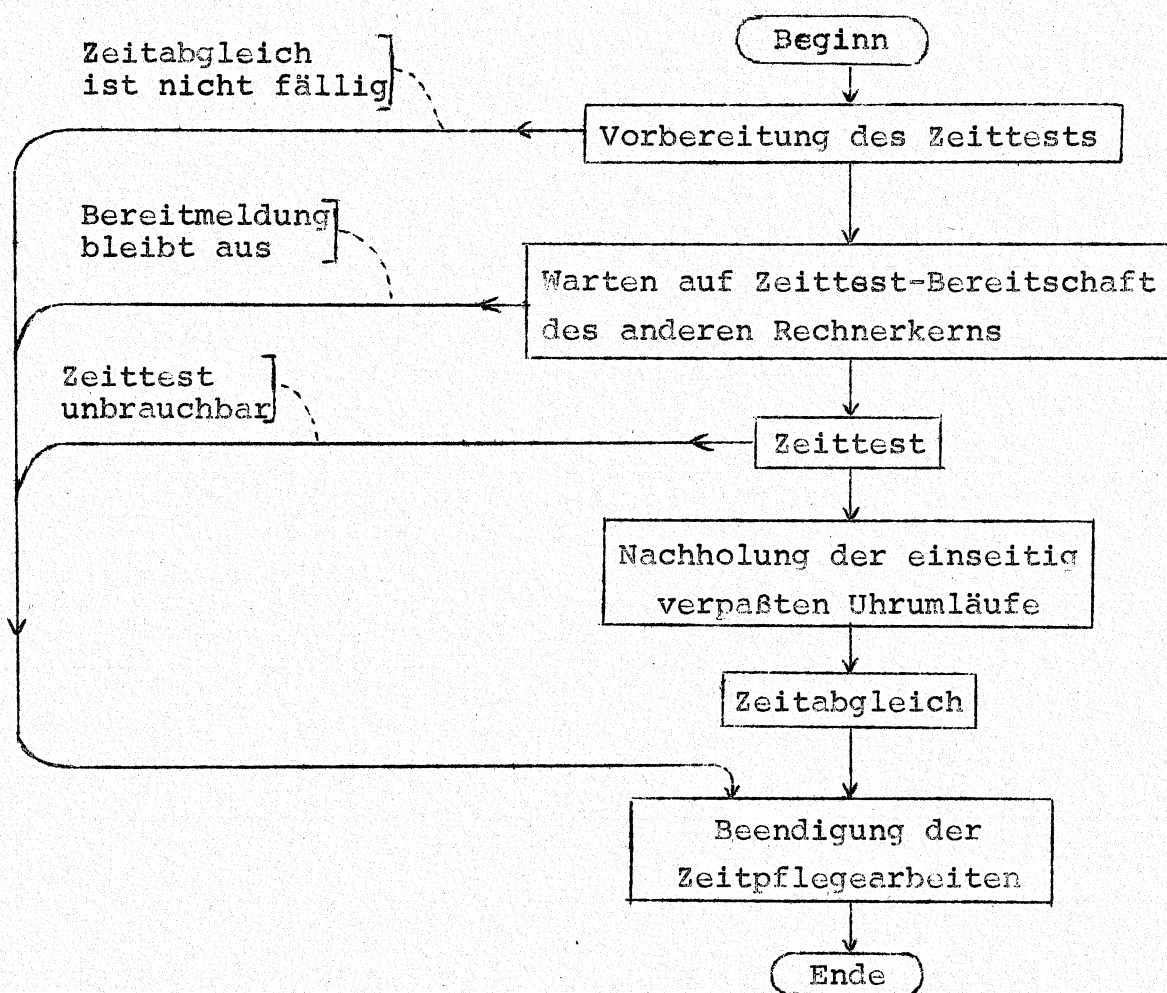 Beginn
Zeitabgleich
ist nicht fällig
Vorbereitung des Zeittests
Bereitmeldung
bleibt aus
Warten auf Zeittest-Bereitschaft
des anderen Rechnerkerns
Zeittest
unbrauchbar
Zeittest
Nachholung der einseitig
verpaßten Uhrumläufe
Zeitabgleich
Beendigung der
Zeitpflegearbeiten
Ende